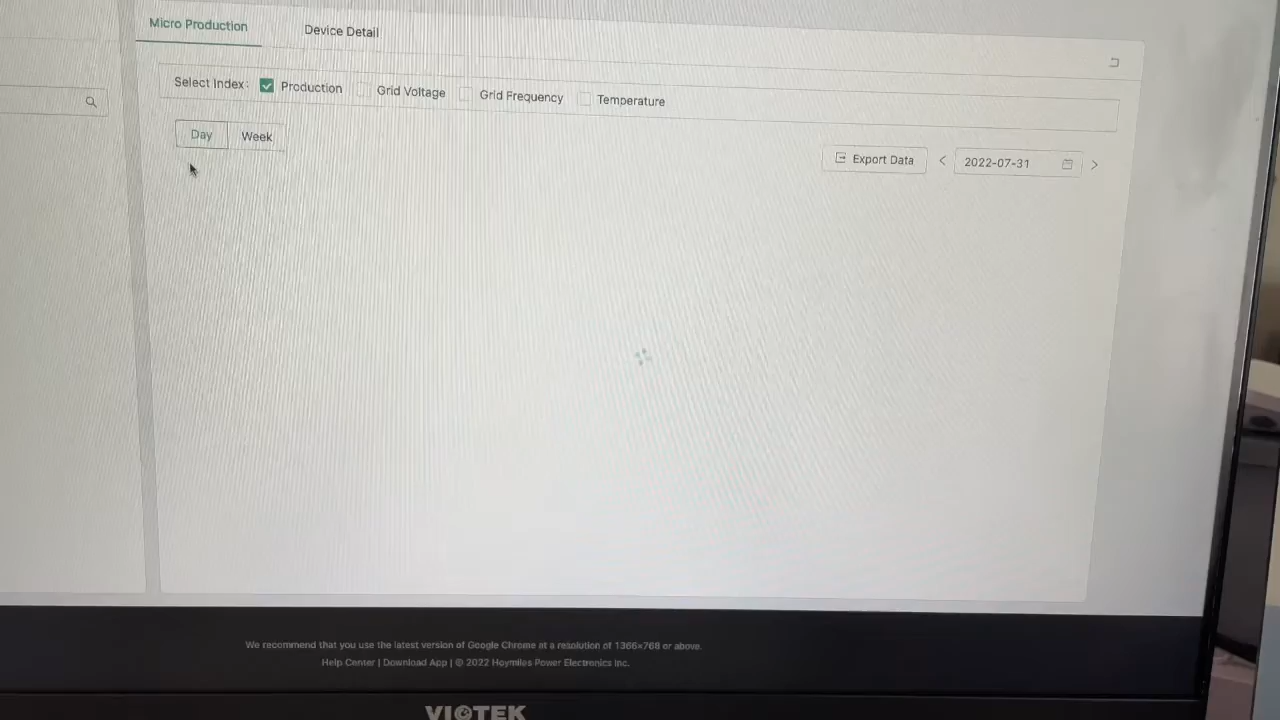 Micro Production Device Detail
Select Index: Production Grid Voltage Grid Frequency Temperature
Day Week
Export Data < 2022-07-31 >
We recommend that you use the latest version of Google Chrome at a resolution of 1366×768 or above.
Help Center | Download App | © 2022 Hoymiles Power Electronics Inc.
VIOTEK